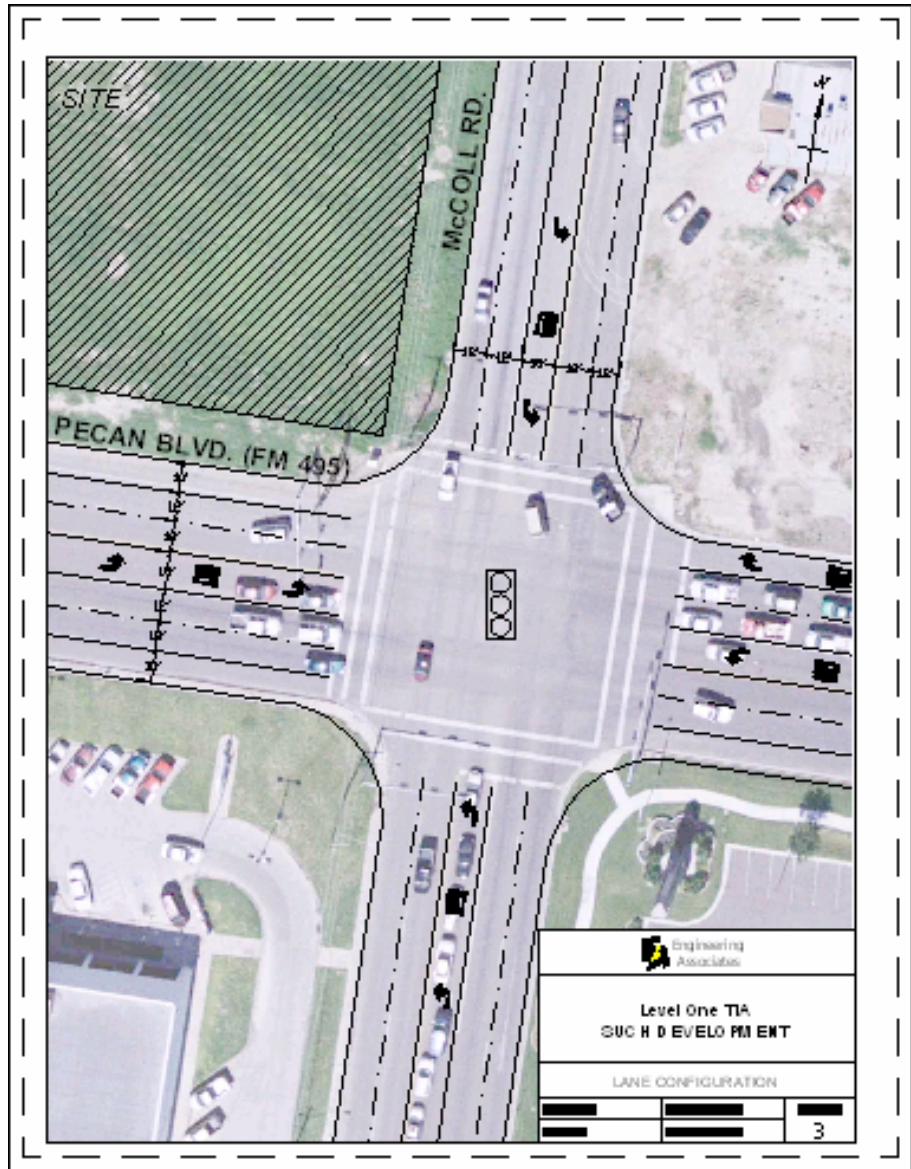 SITE
McCOLL RD.
PECAN BLVD. (FM 495)
Engineering
Associates
Level One TIA
SUCH DEVELOPMENT
LANE CONFIGURATION
3